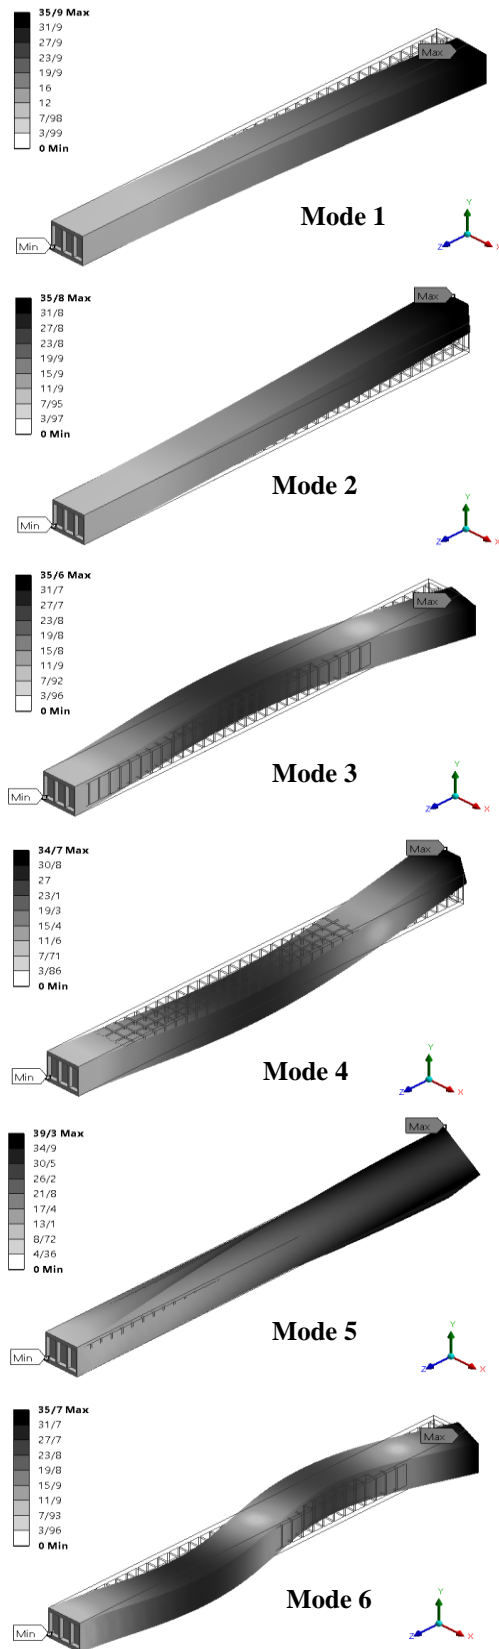 35/9 Max
31/9
27/9
23/9
19/9
16
12
7/98
3/99
0 Min
Max
Min
Mode 1
Y
Z
X
35/8 Max
31/8
27/8
23/8
19/9
11/9
7/95
3/97
0 Min
Max
Min
Mode 2
Y
Z
X
35/6 Max
31/7
27/7
23/8
19/8
15/8
11/9
7/92
3/96
0 Min
Max
Min
Mode 3
Y
Z
X
34/7 Max
30/8
27
23/1
19/3
15/4
11/6
7/71
3/86
0 Min
Max
Min
Mode 4
Y
Z
X
39/3 Max
34/9
30/5
26/2
21/8
17/4
13/1
8/72
4/36
0 Min
Max
Min
Mode 5
Y
Z
X
35/7 Max
31/7
27/7
23/8
19/8
15/9
11/9
7/93
3/96
0 Min
Max
Min
Mode 6
Y
Z
X